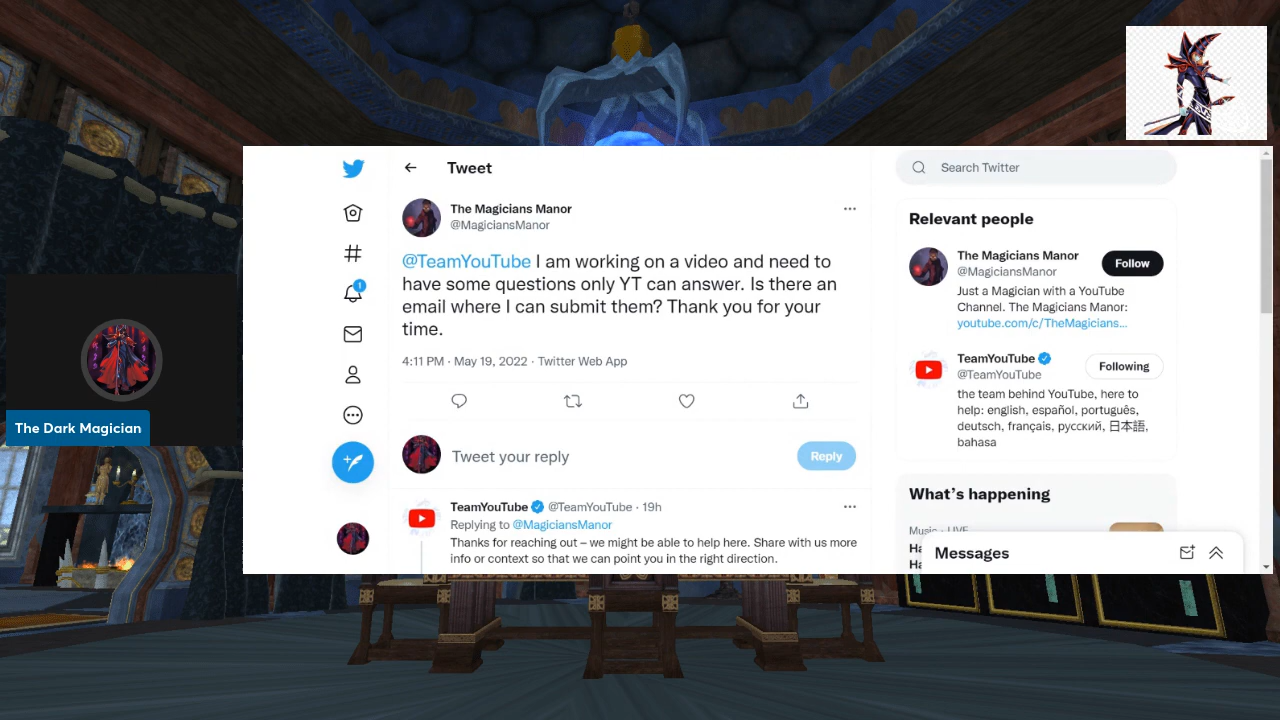 Tweet
Search Twitter
The Magicians Manor
@MagiciansManor
@TeamYouTube I am working on a video and need to
have some questions only YT can answer. Is there an
email where I can submit them? Thank you for your
time.
4:11 PM · May 19, 2022 · Twitter Web App
1
Tweet your reply
Reply
TeamYouTube @TeamYouTube · 19h
Replying to @MagiciansManor
Thanks for reaching out – we might be able to help here. Share with us more
info or context so that we can point you in the right direction.
Relevant people
The Magicians Manor
@MagiciansManor
Follow
Just a Magician with a YouTube
Channel. The Magicians Manor:
youtube.com/c/TheMagicians...
TeamYouTube
@TeamYouTube
Following
the team behind YouTube, here to
help: english, español, português,
deutsch, français, русский, 日本語,
bahasa
What's happening
Music · LIVE
Ha
Ha
Messages
The Dark Magician